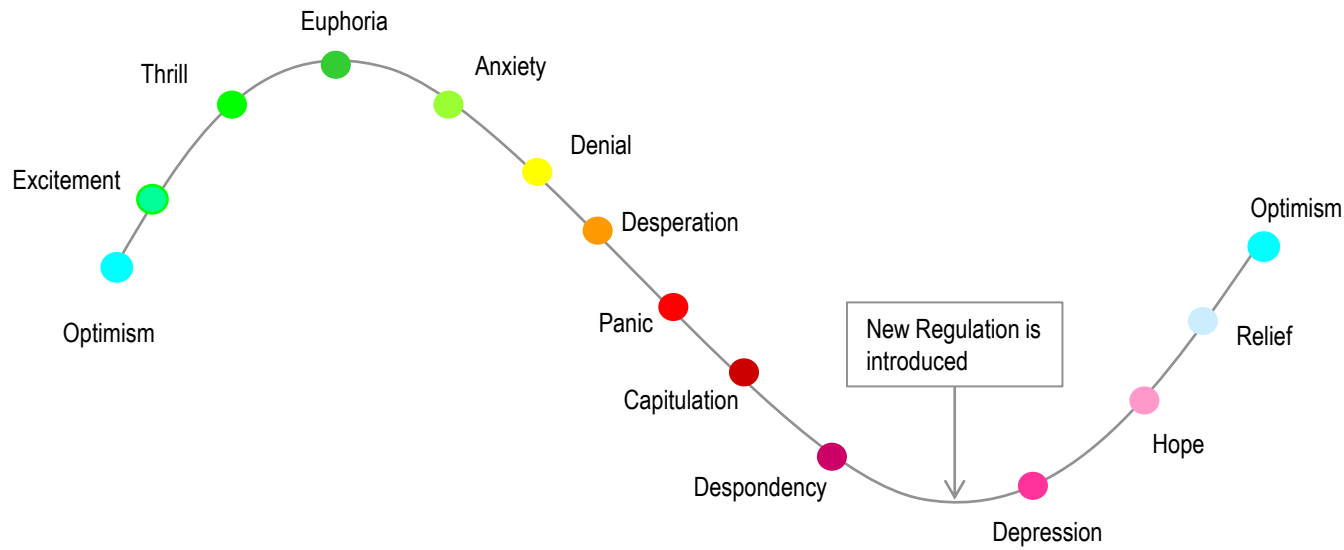 Euphoria
Thrill
Anxiety
Denial
Excitement
Desperation
Optimism
Optimism
Panic
New Regulation is
introduced
Relief
Capitulation
Hope
Despondency
Depression